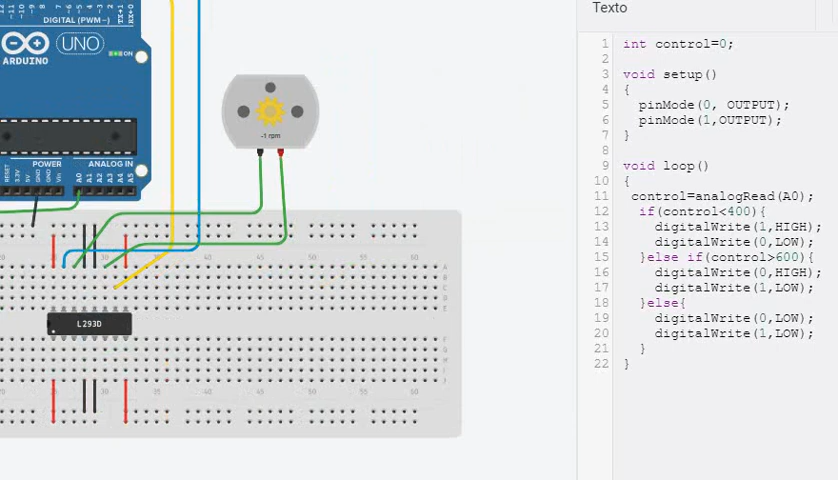 DIGITAL (PWM~)
TX→1
RX←0
UNO
ARDUINO
ON
-1 rpm
POWER
ANALOG IN
RESET
3.3V
5V
GND
GND
Vin
A0
A1
A2
A3
A4
A5
L293D
Texto
1 int control=0;
2
3 void setup()
4 {
5 pinMode(0, OUTPUT);
6 pinMode(1,OUTPUT);
7 }
8
9 void loop()
10 {
11 control=analogRead(A0);
12 if(control<400){
13 digitalWrite(1,HIGH);
14 digitalWrite(0,LOW);
15 }else if(control>600){
16 digitalWrite(0,HIGH);
17 digitalWrite(1,LOW);
18 }else{
19 digitalWrite(0,LOW);
20 digitalWrite(1,LOW);
21 }
22 }